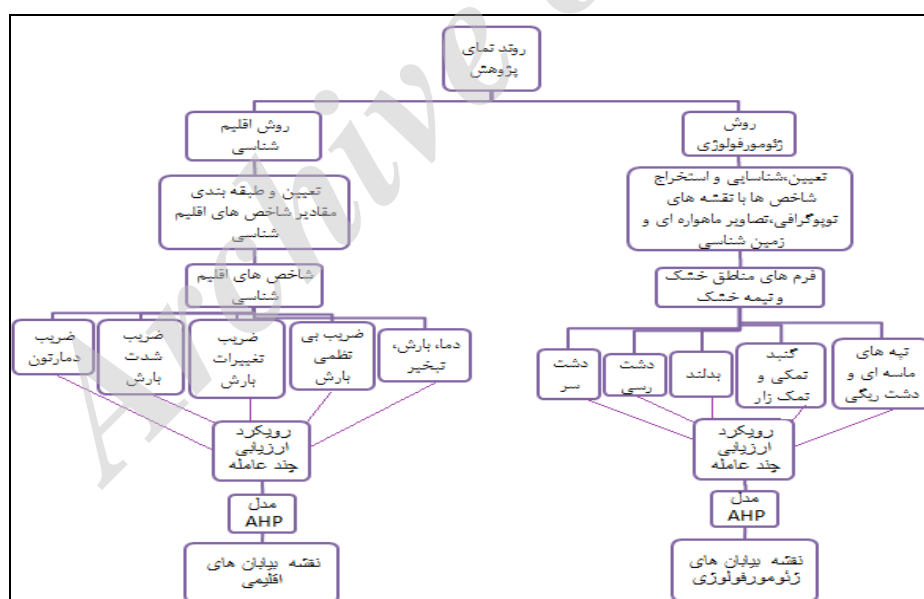 روند نمای
پژوهش
روش
ژئومورفولوژی
تعیین،شناسایی و استخراج
شاخص ها با نقشه های
توپوگرافی،تصاویر ماهواره ای و
زمین شناسی
فرم های مناطق خشک
و نیمه خشک
تپه های
ماسه ای و
دشت ریگی
گنبد
نمکی و
نمک زار
بدلند
دشت
رسی
دشت
سر
رویکرد
ارزیابی
چند عامله
مدل
AHP
نقشه بیابان های
ژئومورفولوژی
روش اقلیم
شناسی
تعیین و طبقه بندی
مقادیر شاخص های اقلیم
شناسی
شاخص های اقلیم
شناسی
دما، بارش،
تبخیر
ضریب بی
نظمی
بارش
ضریب
تغییرات
بارش
ضریب
شدت
بارش
ضریب
دمارتون
رویکرد
ارزیابی
چند عامله
مدل
AHP
نقشه بیابان های
اقلیمی
Archive